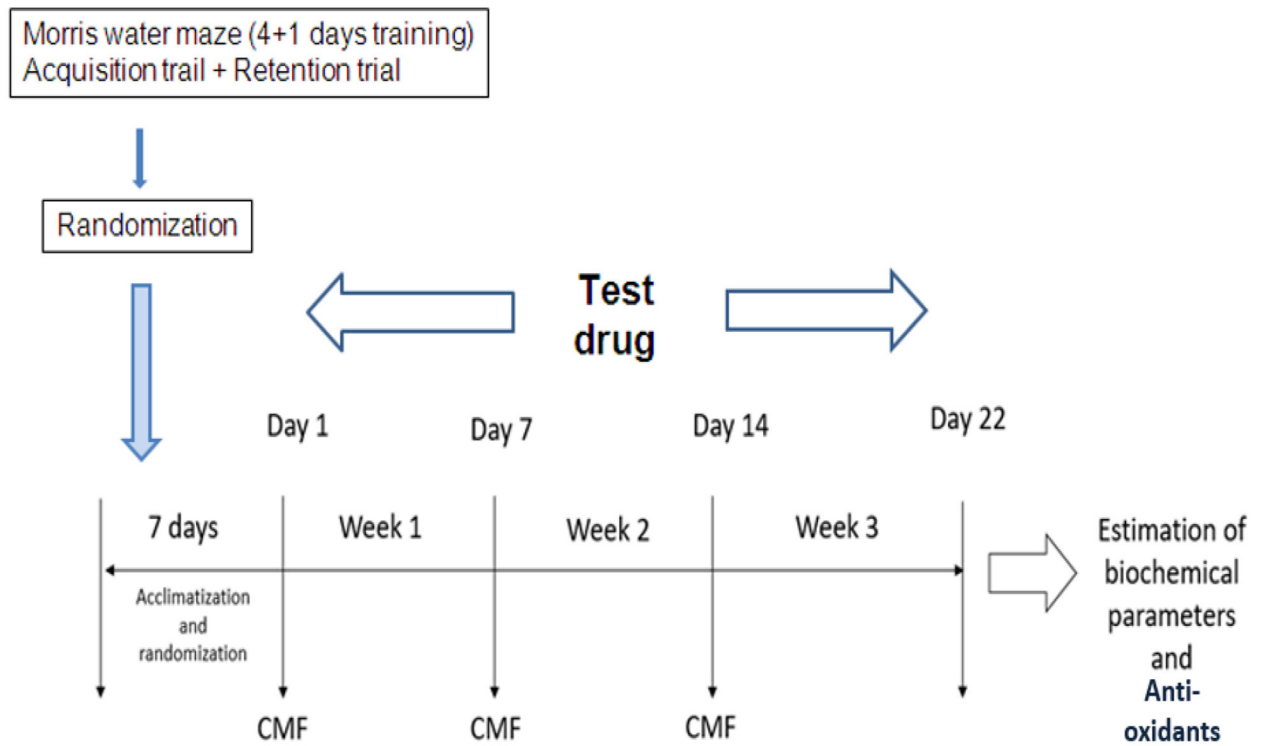 Morris water maze (4+1 days training)
Acquisition trail + Retention trial
Randomization
Test
drug
Day 1
Day 7
Day 14
Day 22
7 days
Week 1
Week 2
Week 3
Acclimatization
and
randomization
Estimation of
biochemical
parameters
and
Anti-
oxidants
CMF
CMF
CMF